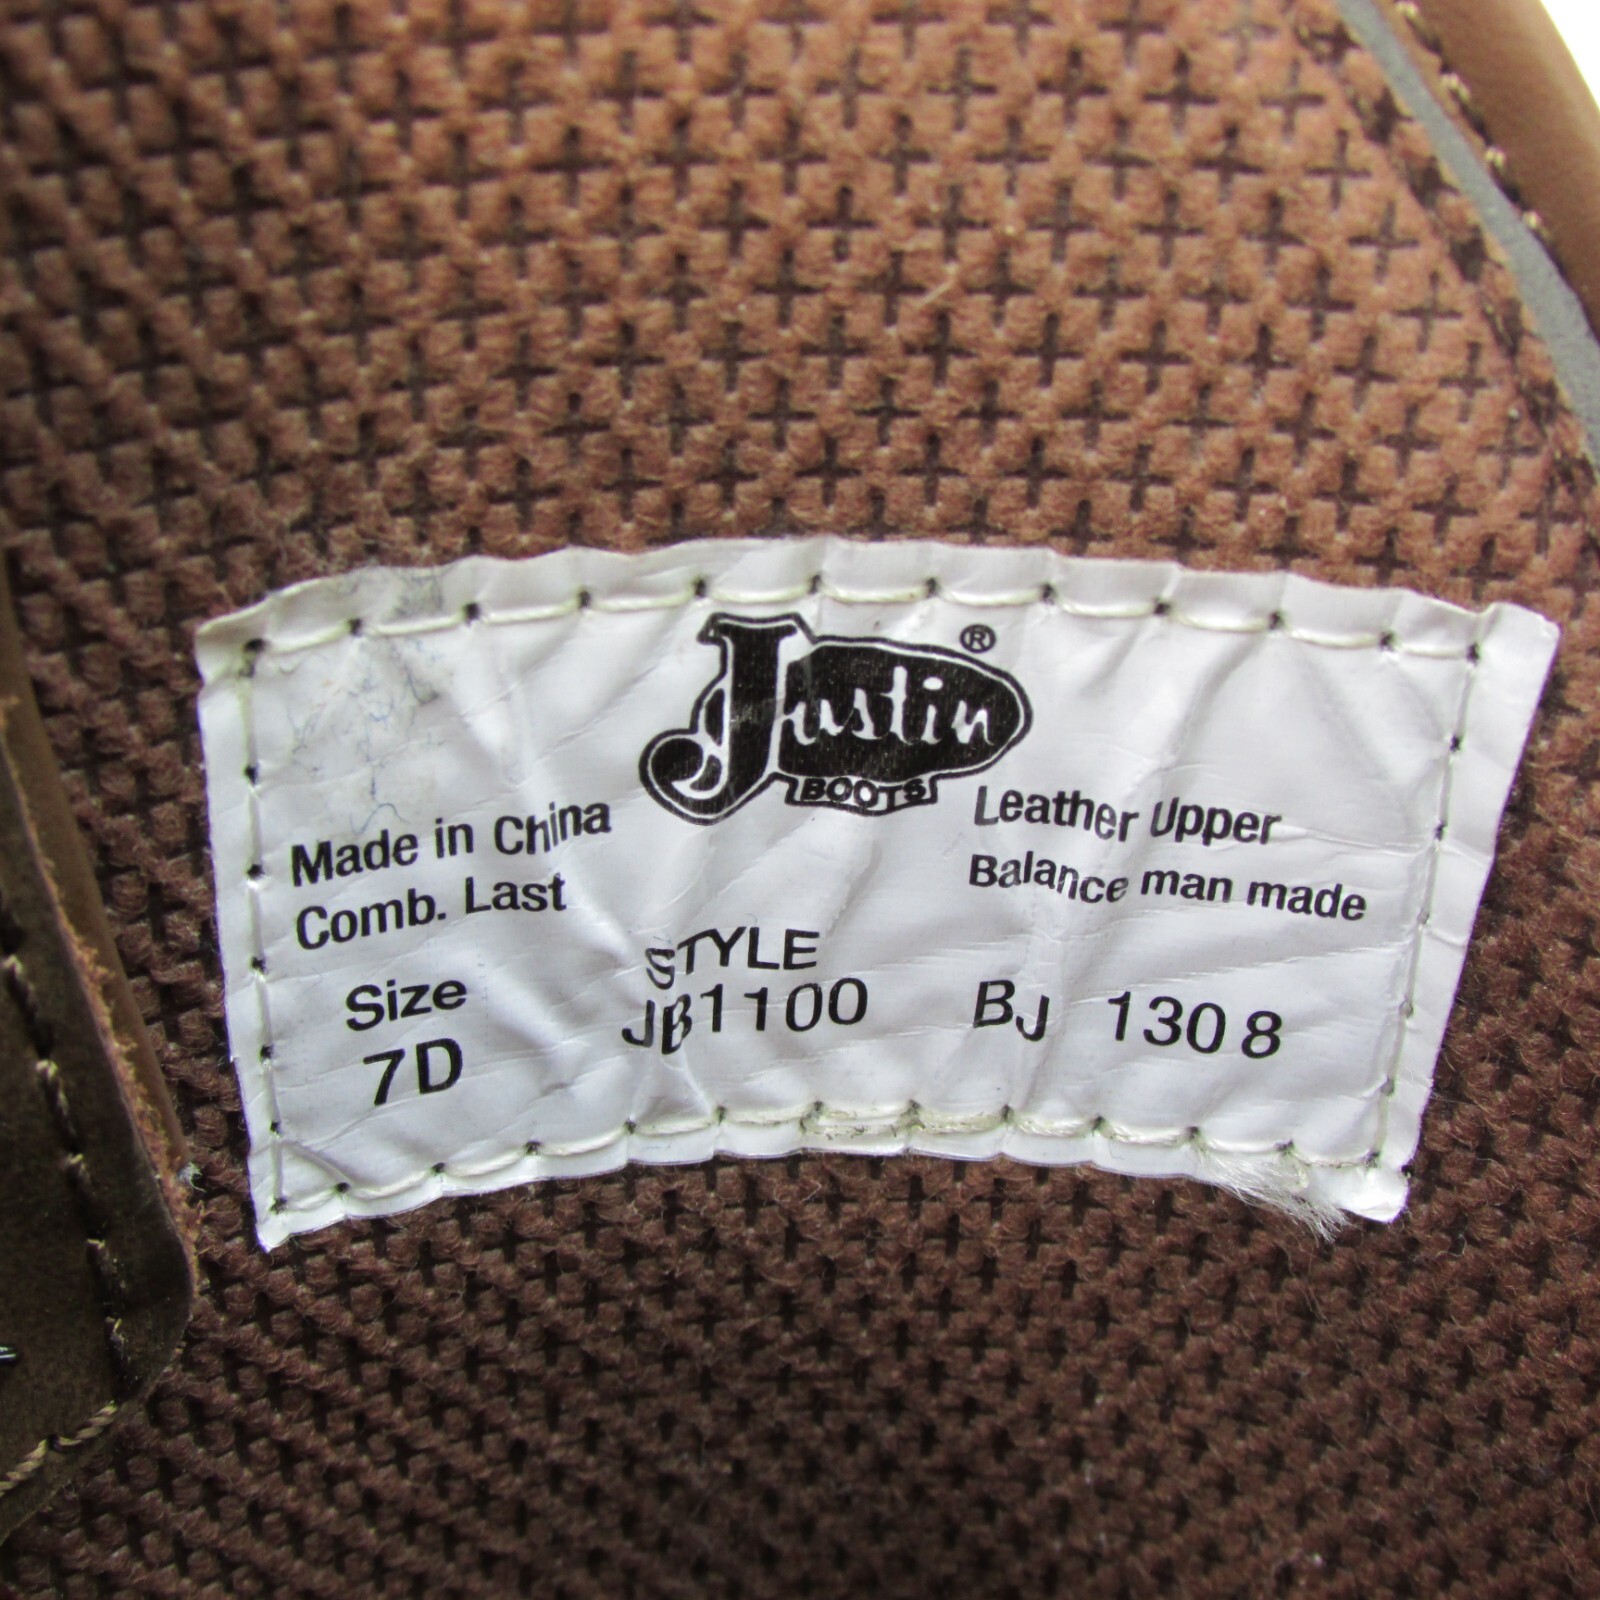 Justin ®
BOOTS
Made in China
Comb. Last
Leather Upper
Balance man made
Size
7D
STYLE
JB1100
BJ 1308